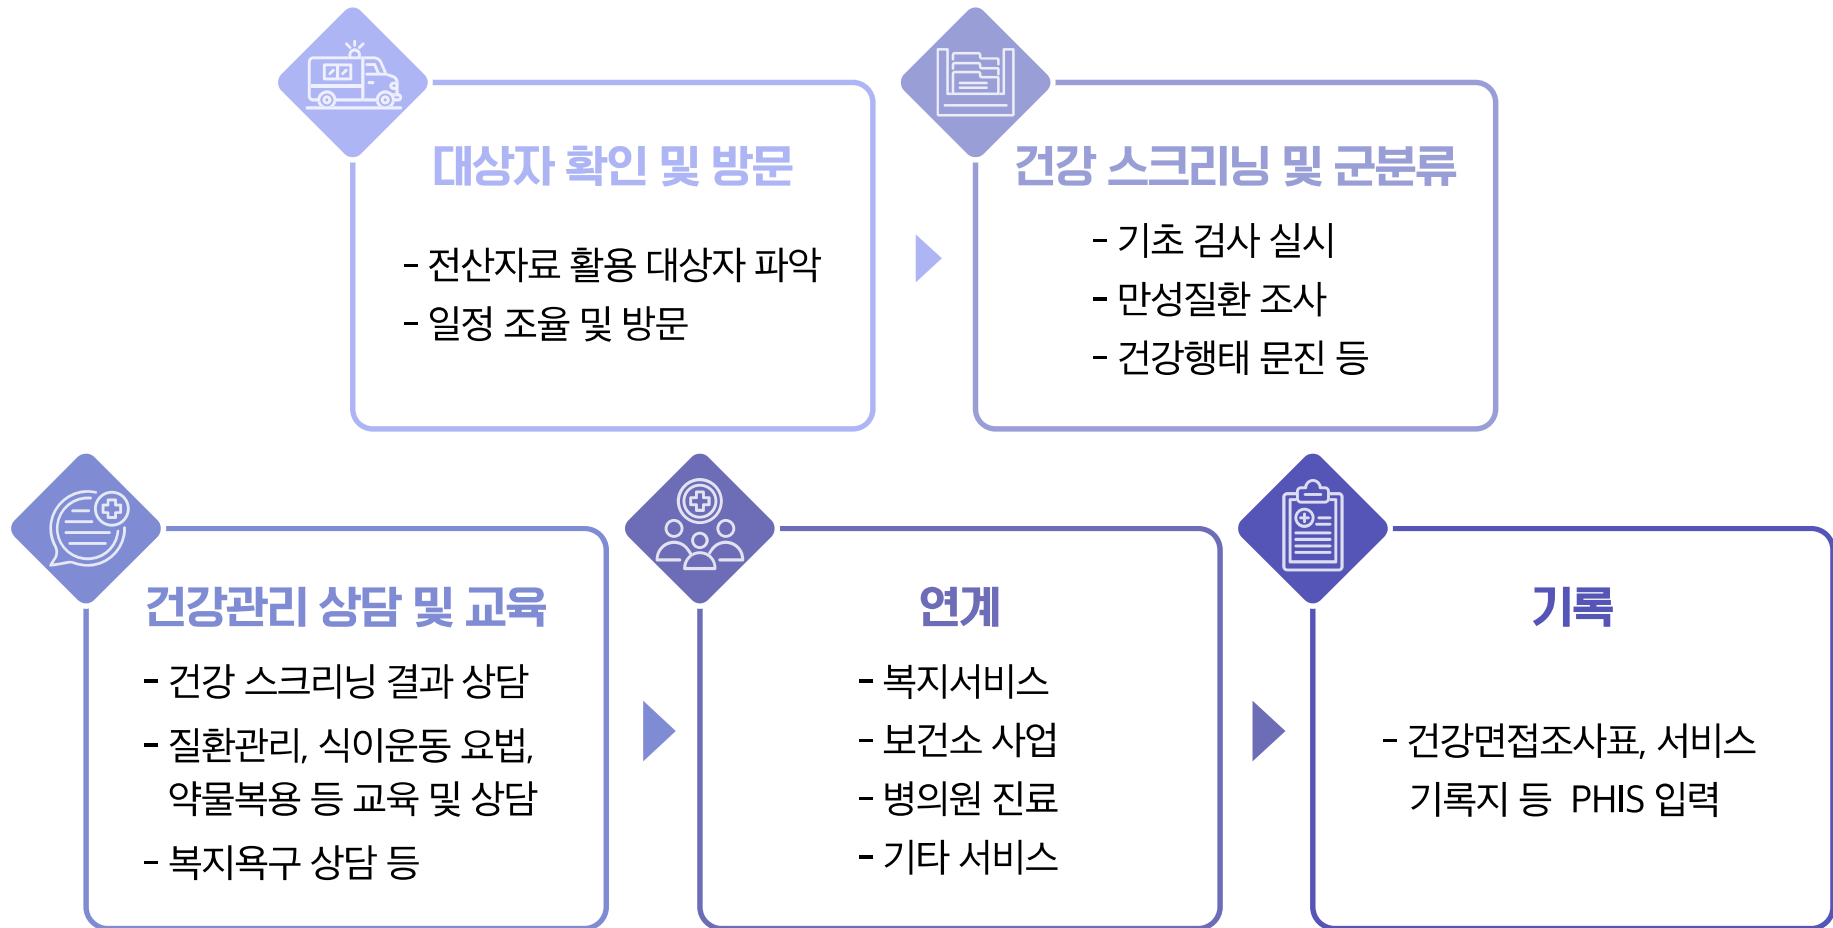 대상자 확인 및 방문
- 전산자료 활용 대상자 파악
- 일정 조율 및 방문
건강 스크리닝 및 군분류
- 기초 검사 실시
- 만성질환 조사
- 건강행태 문진 등
건강관리 상담 및 교육
- 건강 스크리닝 결과 상담
- 질환관리, 식이운동 요법,
약물복용 등 교육 및 상담
- 복지욕구 상담 등
연계
- 복지서비스
- 보건소 사업
- 병의원 진료
- 기타 서비스
기록
- 건강면접조사표, 서비스
기록지 등 PHIS 입력